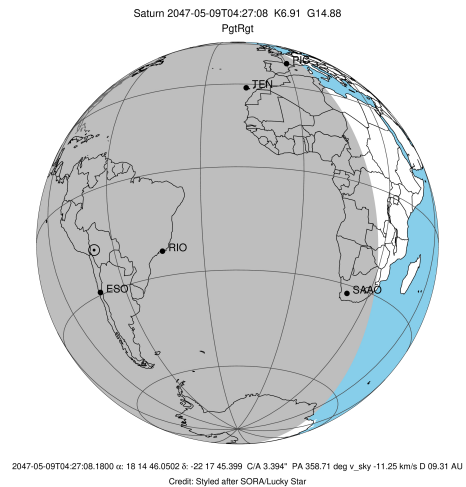 Saturn 2047-05-09T04:27:08 K6.91 G14.88
PgtRgt
PIC
TEN
RIO
ESO
SAAO
2047-05-09T04:27:08.1800 α: 18 14 46.0502 δ: -22 17 45.399 C/A 3.394" PA 358.71 deg v_sky -11.25 km/s D 09.31 AU
Credit: Styled after SORA/Lucky Star